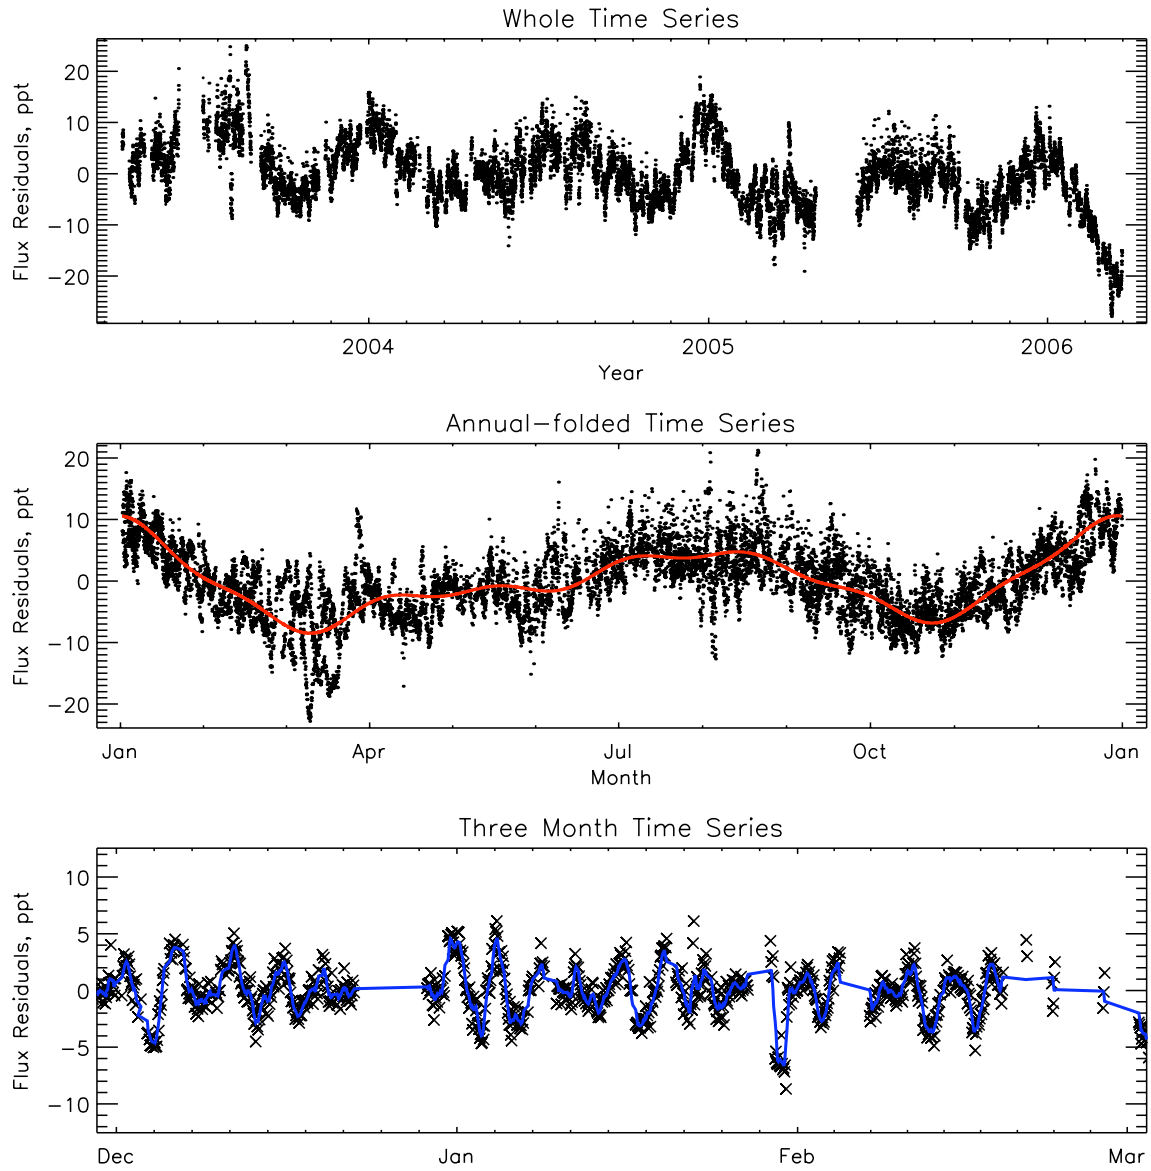 Whole Time Series
20
10
0
−10
−20
Flux Residuals, ppt
2004 2005 2006
Year
Annual−folded Time Series
20
10
0
−10
−20
Flux Residuals, ppt
Jan Apr Jul Oct Jan
Month
Three Month Time Series
10
5
0
−5
−10
Flux Residuals, ppt
Dec Jan Feb Mar